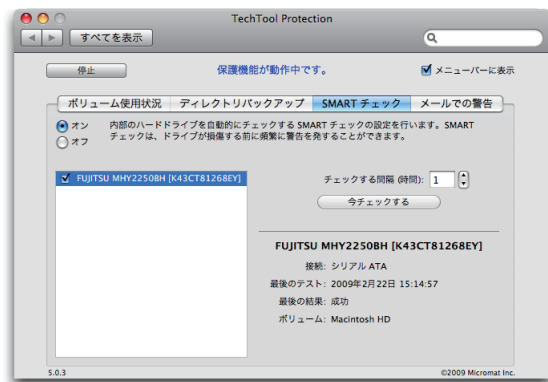 TechTool Protection
すべてを表示
停止
保護機能が動作中です。
メニューバーに表示
ボリューム使用状況
ディレクトリバックアップ
SMART チェック
メールでの警告
オン
オフ
内部のハードドライブを自動的にチェックする SMART チェックの設定を行います。SMART
チェックは、ドライブが損傷する前に頻繁に警告を発することができます。
FUJITSU MHY2250BH [K43CT81268EY]
チェックする間隔 (時間): 1
今チェックする
FUJITSU MHY2250BH [K43CT81268EY]
接続: シリアル ATA
最後のテスト: 2009年2月22日 15:14:57
最後の結果: 成功
ボリューム: Macintosh HD
5.0.3
©2009 Micromat Inc.